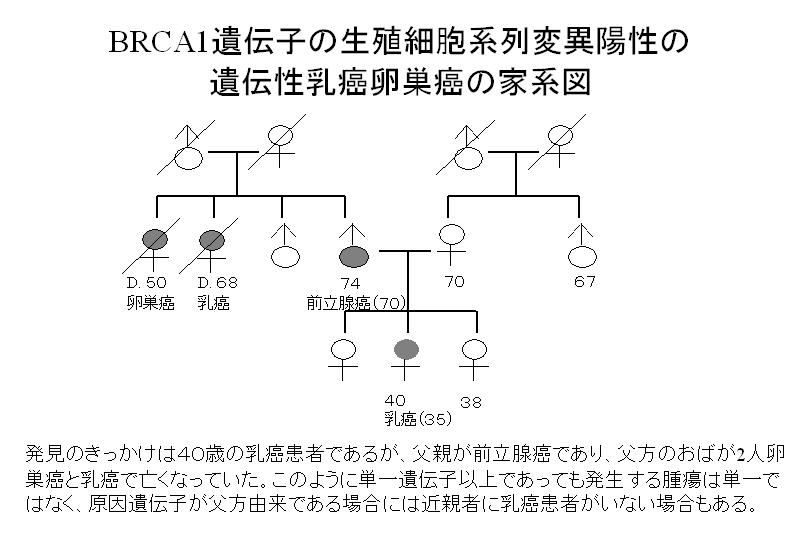 BRCA1遺伝子の生殖細胞系列変異陽性の
遺伝性乳癌卵巣癌の家系図
D. 50
卵巣癌
D. 68
乳癌
74
前立腺癌(70)
70
67
40
乳癌(35)
38
発見のきっかけは40歳の乳癌患者であるが、父親が前立腺癌であり、父方のおばが2人卵
巣癌と乳癌で亡くなっていた。このように単一遺伝子以上であっても発生する腫瘍は単一で
はなく、原因遺伝子が父方由来である場合には近親者に乳癌患者がいない場合もある。